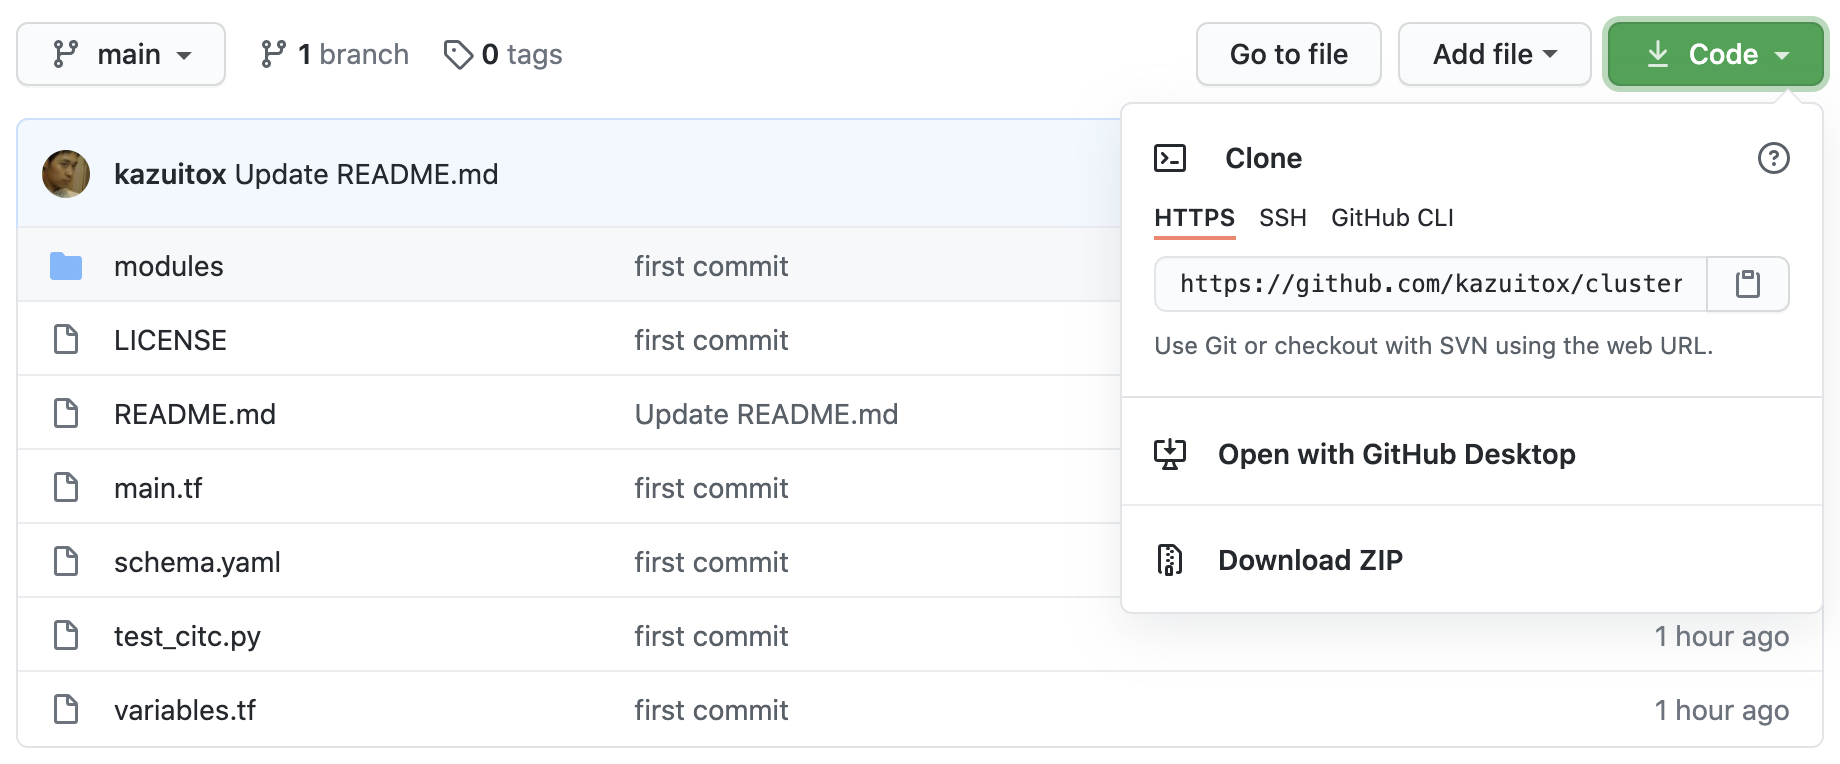 main 1 branch 0 tags Go to file Add file Code
kazuitox Update README.md
Clone
HTTPS SSH GitHub CLI
https://github.com/kazuitox/cluster
Use Git or checkout with SVN using the web URL.
Open with GitHub Desktop
Download ZIP
modules first commit
LICENSE first commit
README.md Update README.md
main.tf first commit
schema.yaml first commit
test_citc.py first commit 1 hour ago
variables.tf first commit 1 hour ago